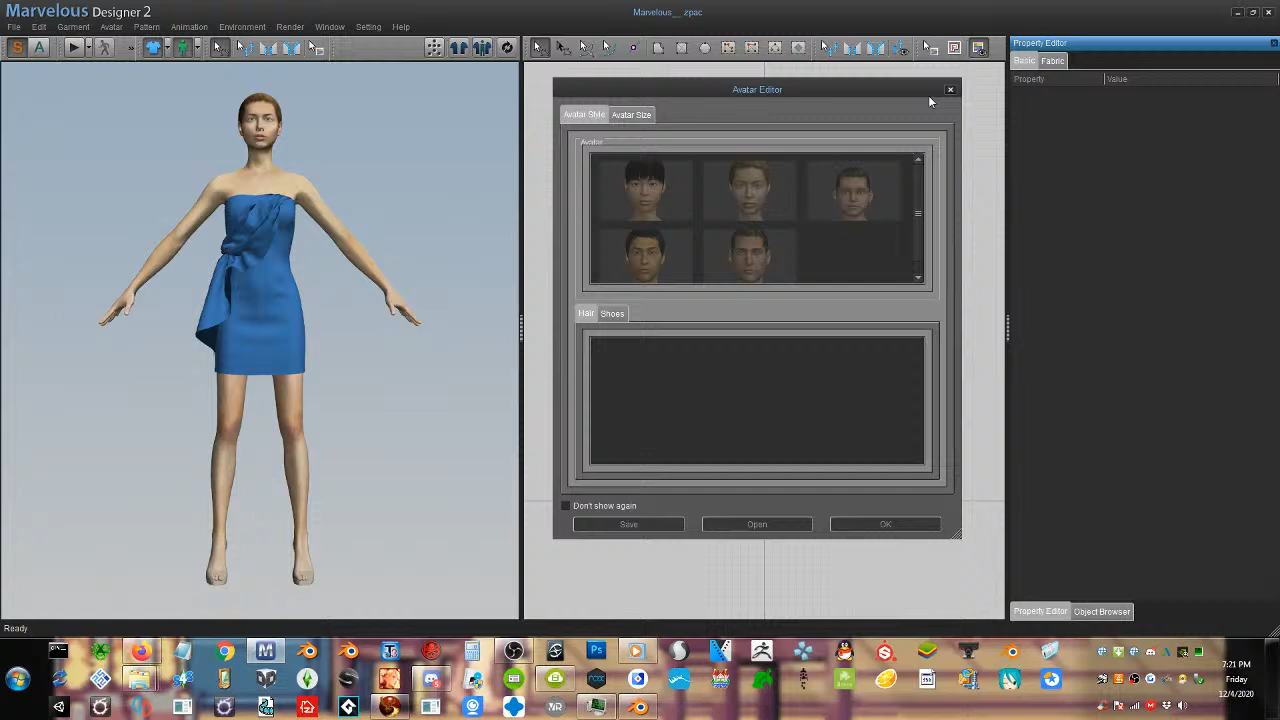 Marvelous Designer 2
Marvelous__.zpac
File Edit Garment Avatar Pattern Animation Environment Render Window Setting Help
Property Editor
S A
Basic Fabric
Property Value
Avatar Editor
Avatar Style Avatar Size
Avatar
Hair Shoes
Don't show again
Save Open OK
Property Editor Object Browser
Ready
7:21 PM
Friday
12/4/2020